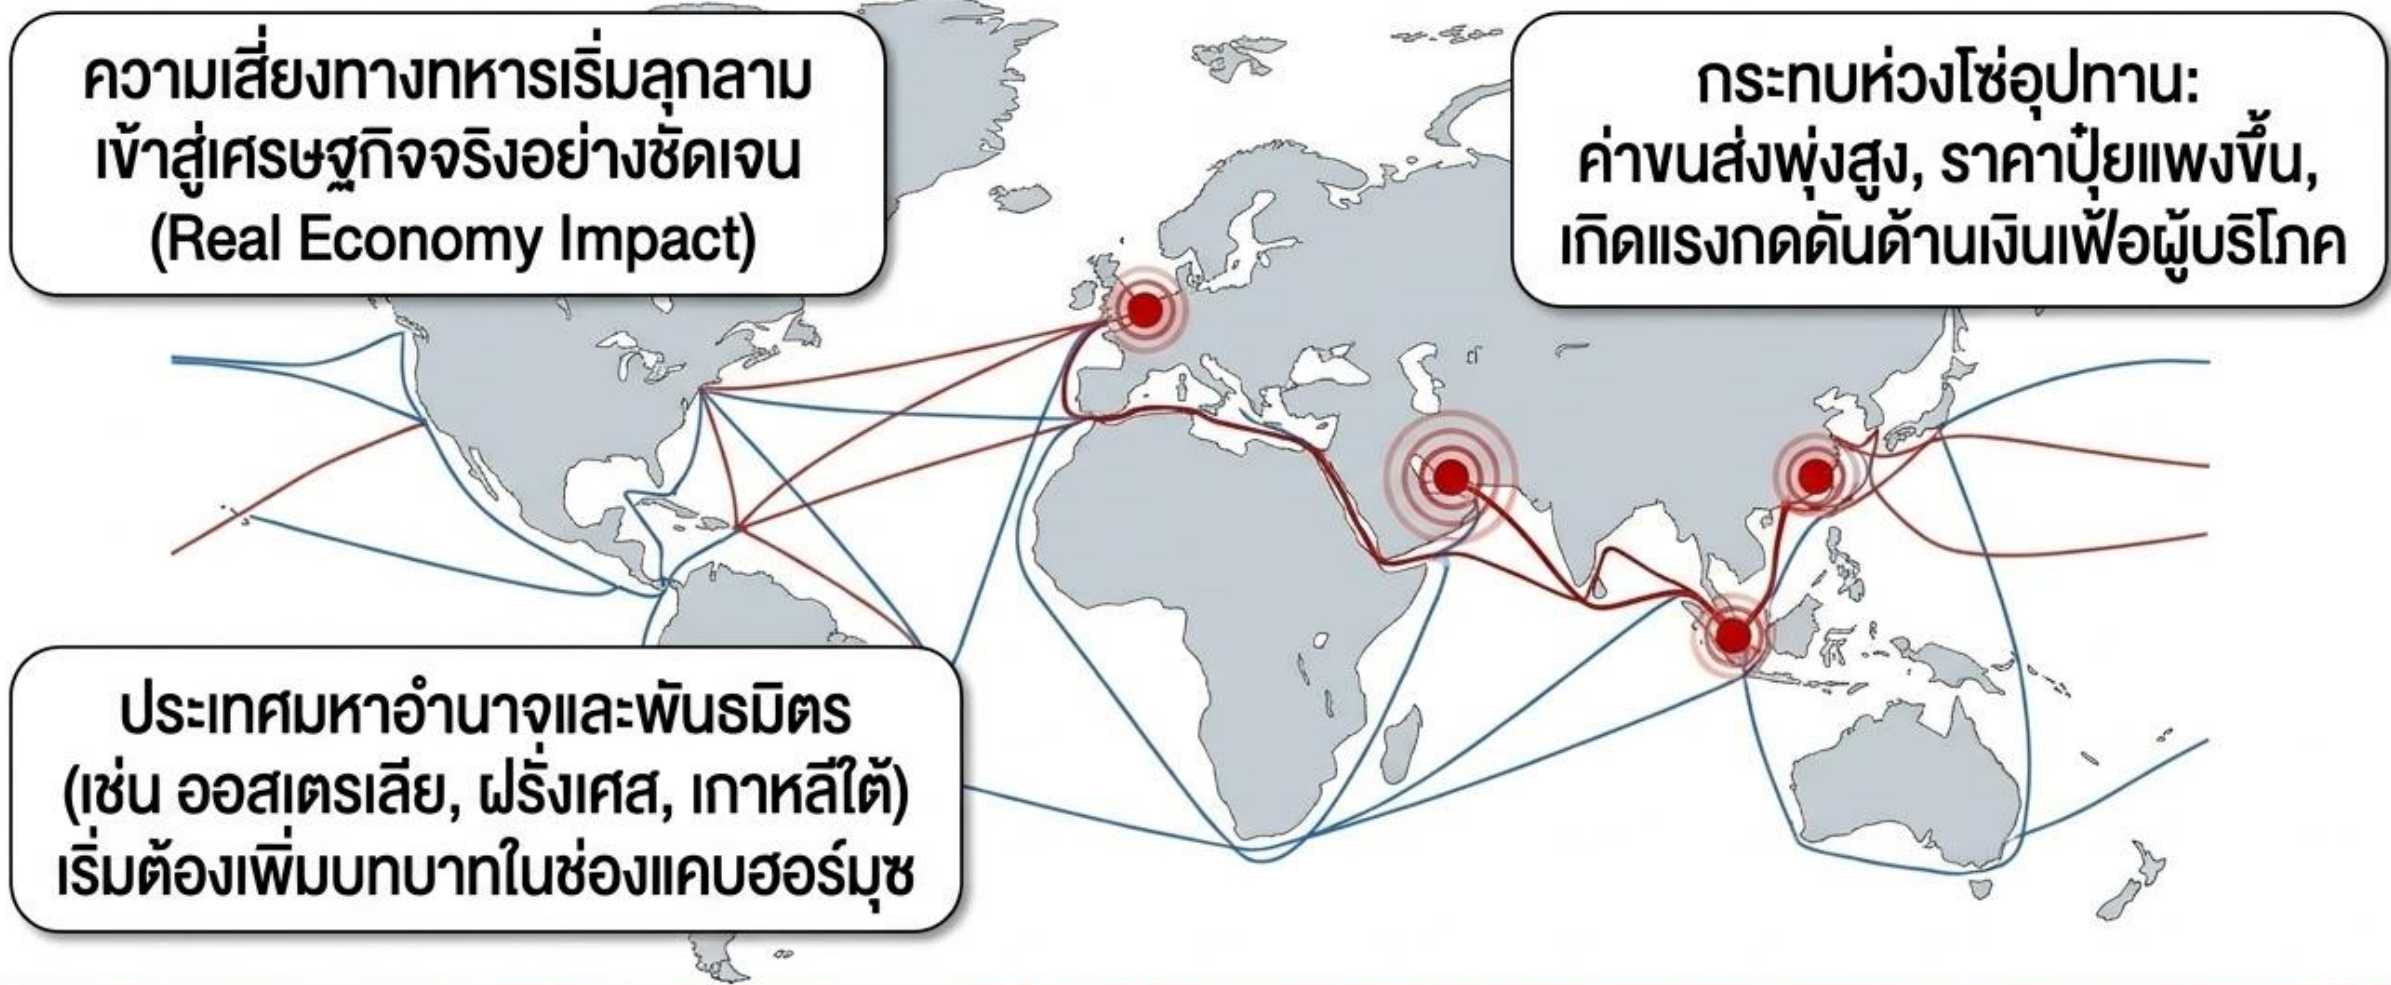 ความเสี่ยงทางทหารเริ่มลุกลาม
เข้าสู่เศรษฐกิจจริงอย่างชัดเจน
(Real Economy Impact)
กระทบห่วงโซ่อุปทาน:
ค่าขนส่งพุ่งสูง, ราคาปุ๋ยแพงขึ้น,
เกิดแรงกดดันด้านเงินเฟ้อผู้บริโภค
ประเทศมหาอำนาจและพันธมิตร
(เช่น ออสเตรเลีย, ฝรั่งเศส, เกาหลีใต้)
เริ่มต้องเพิ่มบทบาทในช่องแคบฮอร์มุซ